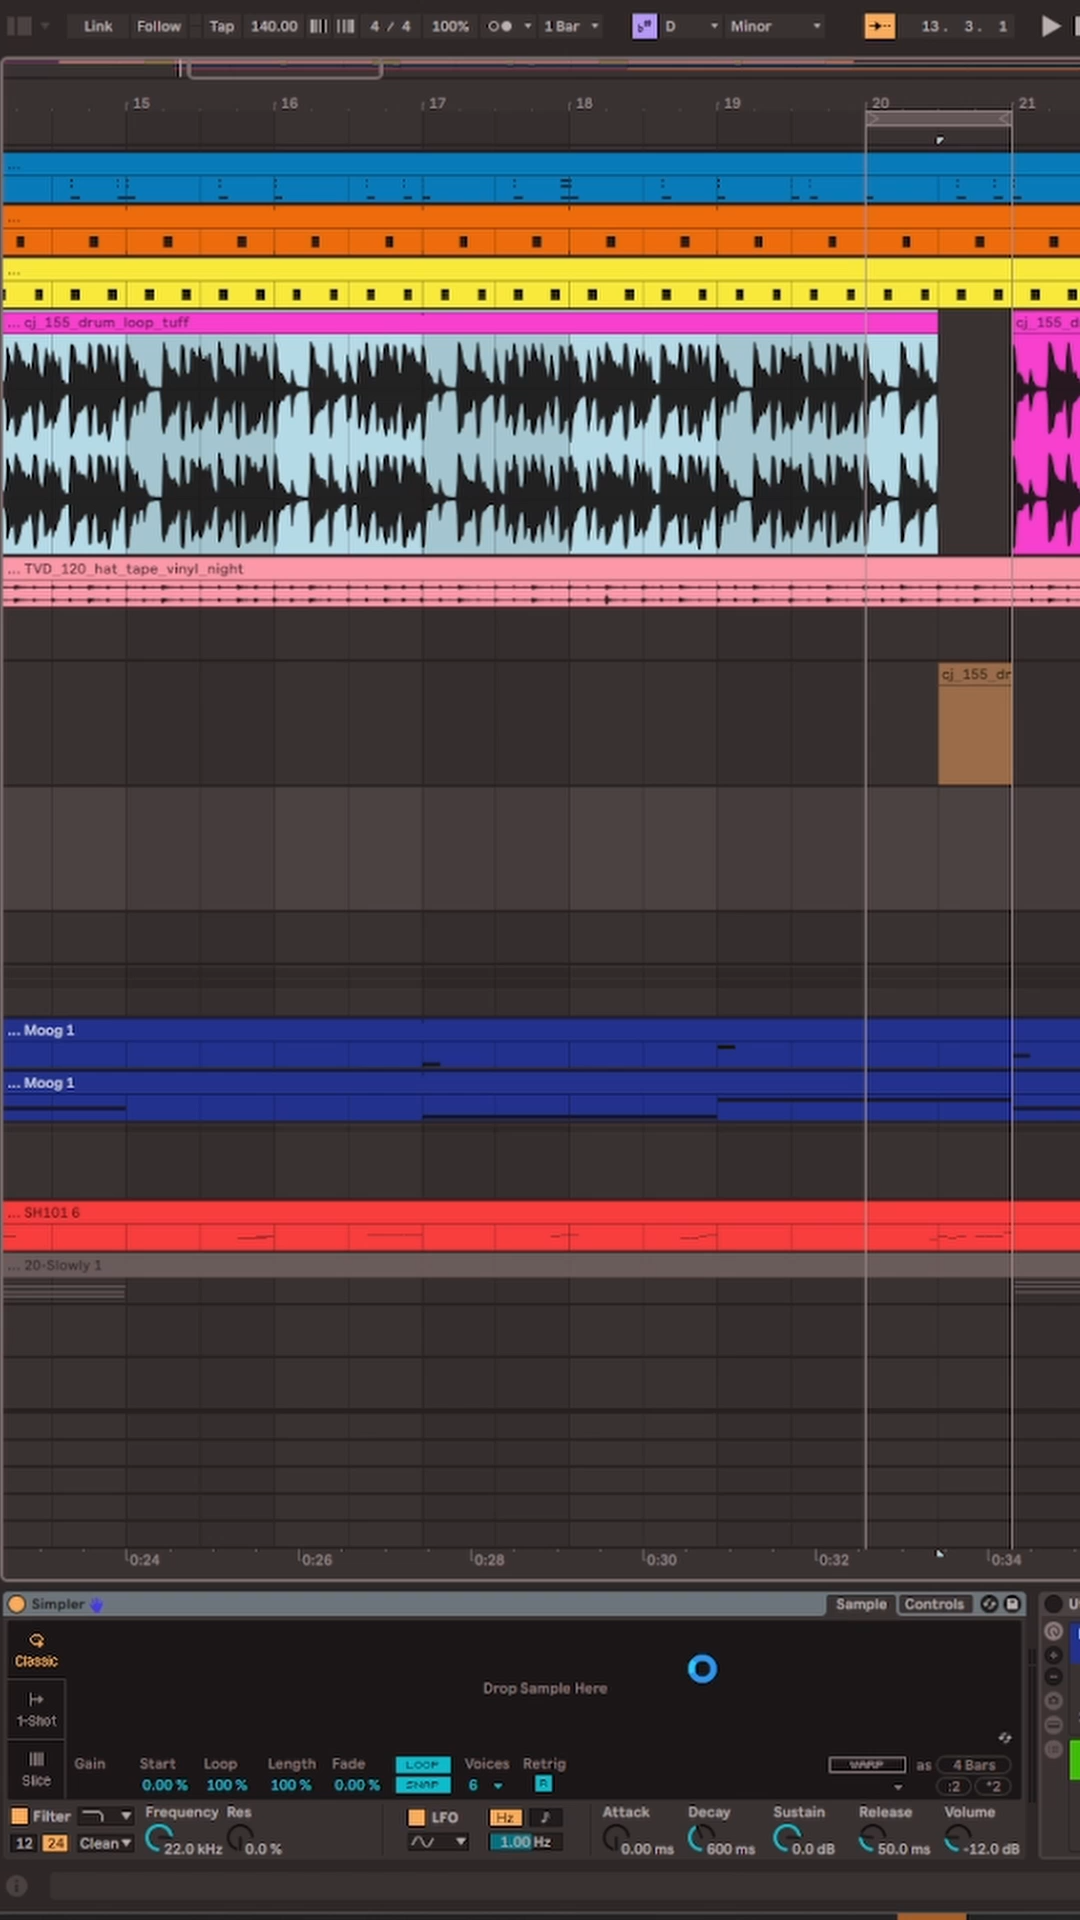 Link Follow Tap 140.00 4 / 4 100% 1 Bar D Minor 13. 3. 1
15 16 17 18 19 20 21
...
...
...
... cj_155_drum_loop_tuff cj_155_d
... TVD_120_hat_tape_vinyl_night
cj_155_dr
... Moog 1
... Moog 1
... SH101 6
... 20-Slowly 1
0:24 0:26 0:28 0:30 0:32 0:34
Simpler Sample Controls
Classic
Drop Sample Here
1-Shot
Slice
Gain Start Loop Length Fade LOOP Voices Retrig WARP as 4 Bars
0.00 % 100 % 100 % 0.00 % SNAP 6 R :2 *2
Filter Frequency Res LFO Hz Attack Decay Sustain Release Volume
12 24 Clean 22.0 kHz 0.0 % 1.00 Hz 0.00 ms 600 ms 0.0 dB 50.0 ms -12.0 dB